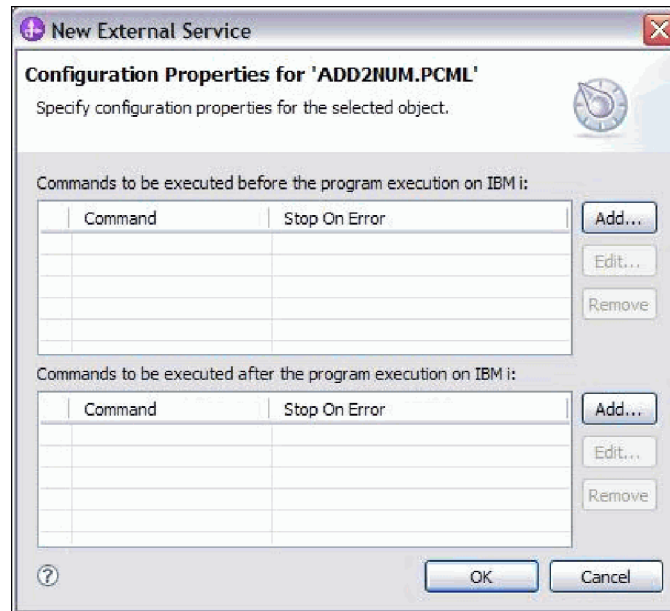 New External Service
Configuration Properties for 'ADD2NUM.PCML'
Specify configuration properties for the selected object.
Commands to be executed before the program execution on IBM i:
Command Stop On Error
Add...
Edit...
Remove
Commands to be executed after the program execution on IBM i:
Command Stop On Error
Add...
Edit...
Remove
? OK Cancel